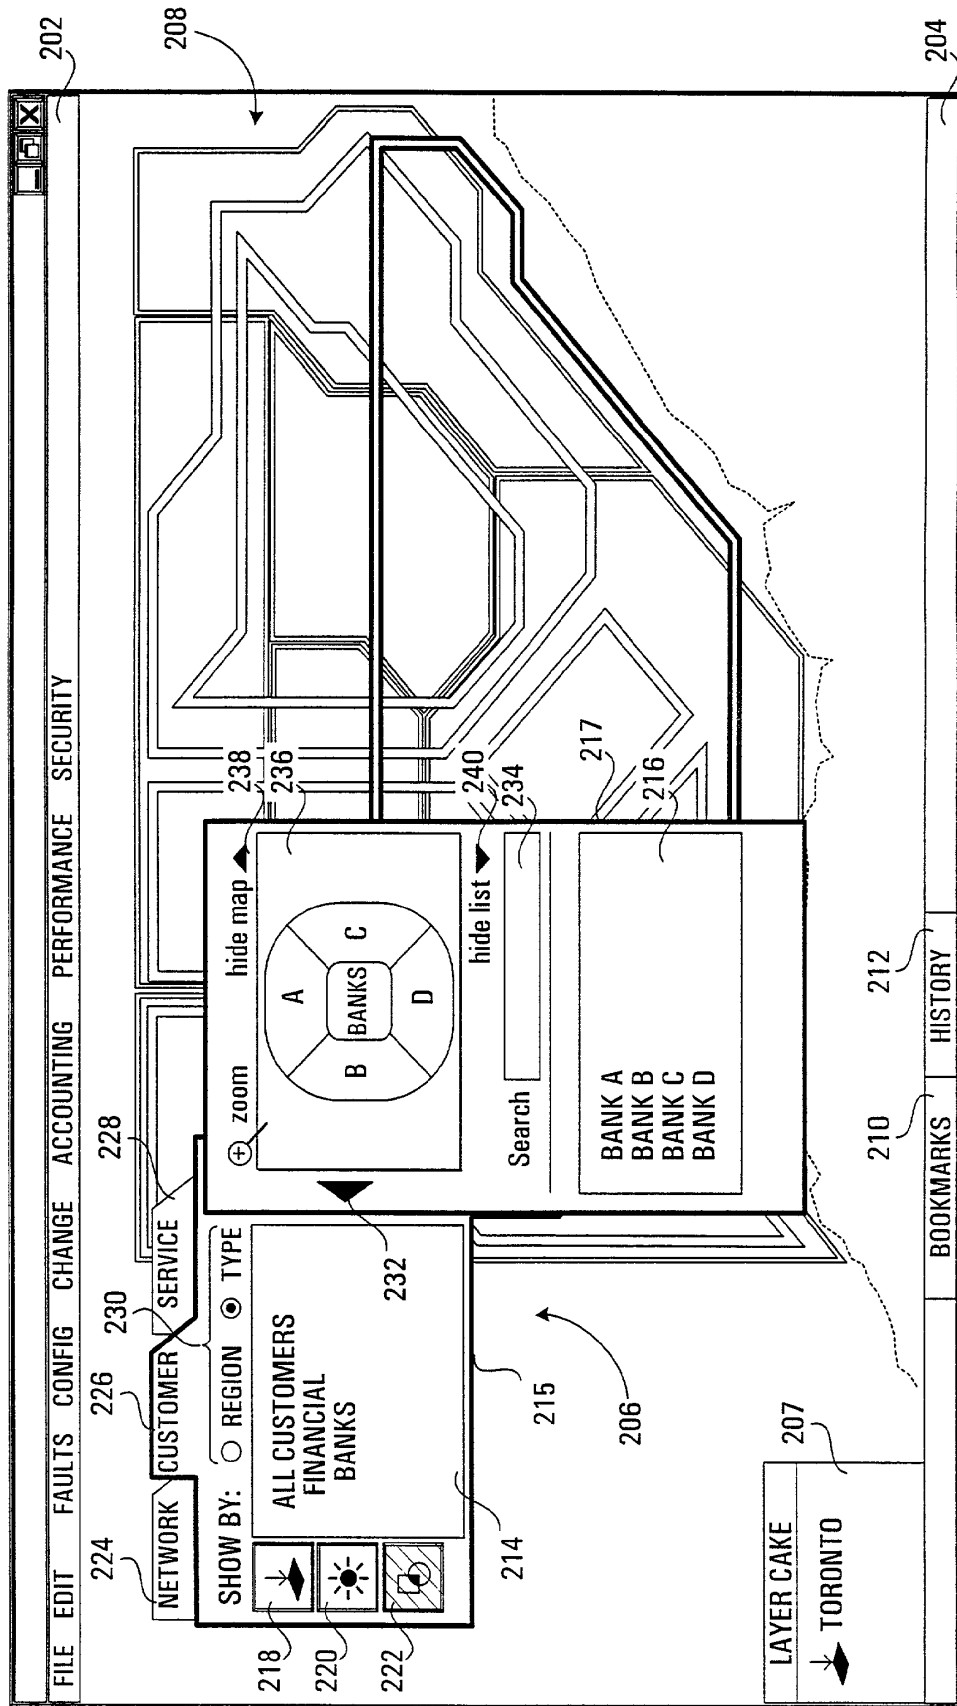 202
FILE EDIT FAULTS CONFIG CHANGE ACCOUNTING PERFORMANCE SECURITY
208
224
NETWORK
226
CUSTOMER
228
SERVICE
230
SHOW BY: REGION TYPE
ALL CUSTOMERS
FINANCIAL
BANKS
218
220
222
214
215
232
206
zoom
hide map
238
236
A
B
BANKS
C
D
hide list
240
Search
234
217
216
BANK A
BANK B
BANK C
BANK D
LAYER CAKE
TORONTO
207
210
BOOKMARKS
212
HISTORY
204